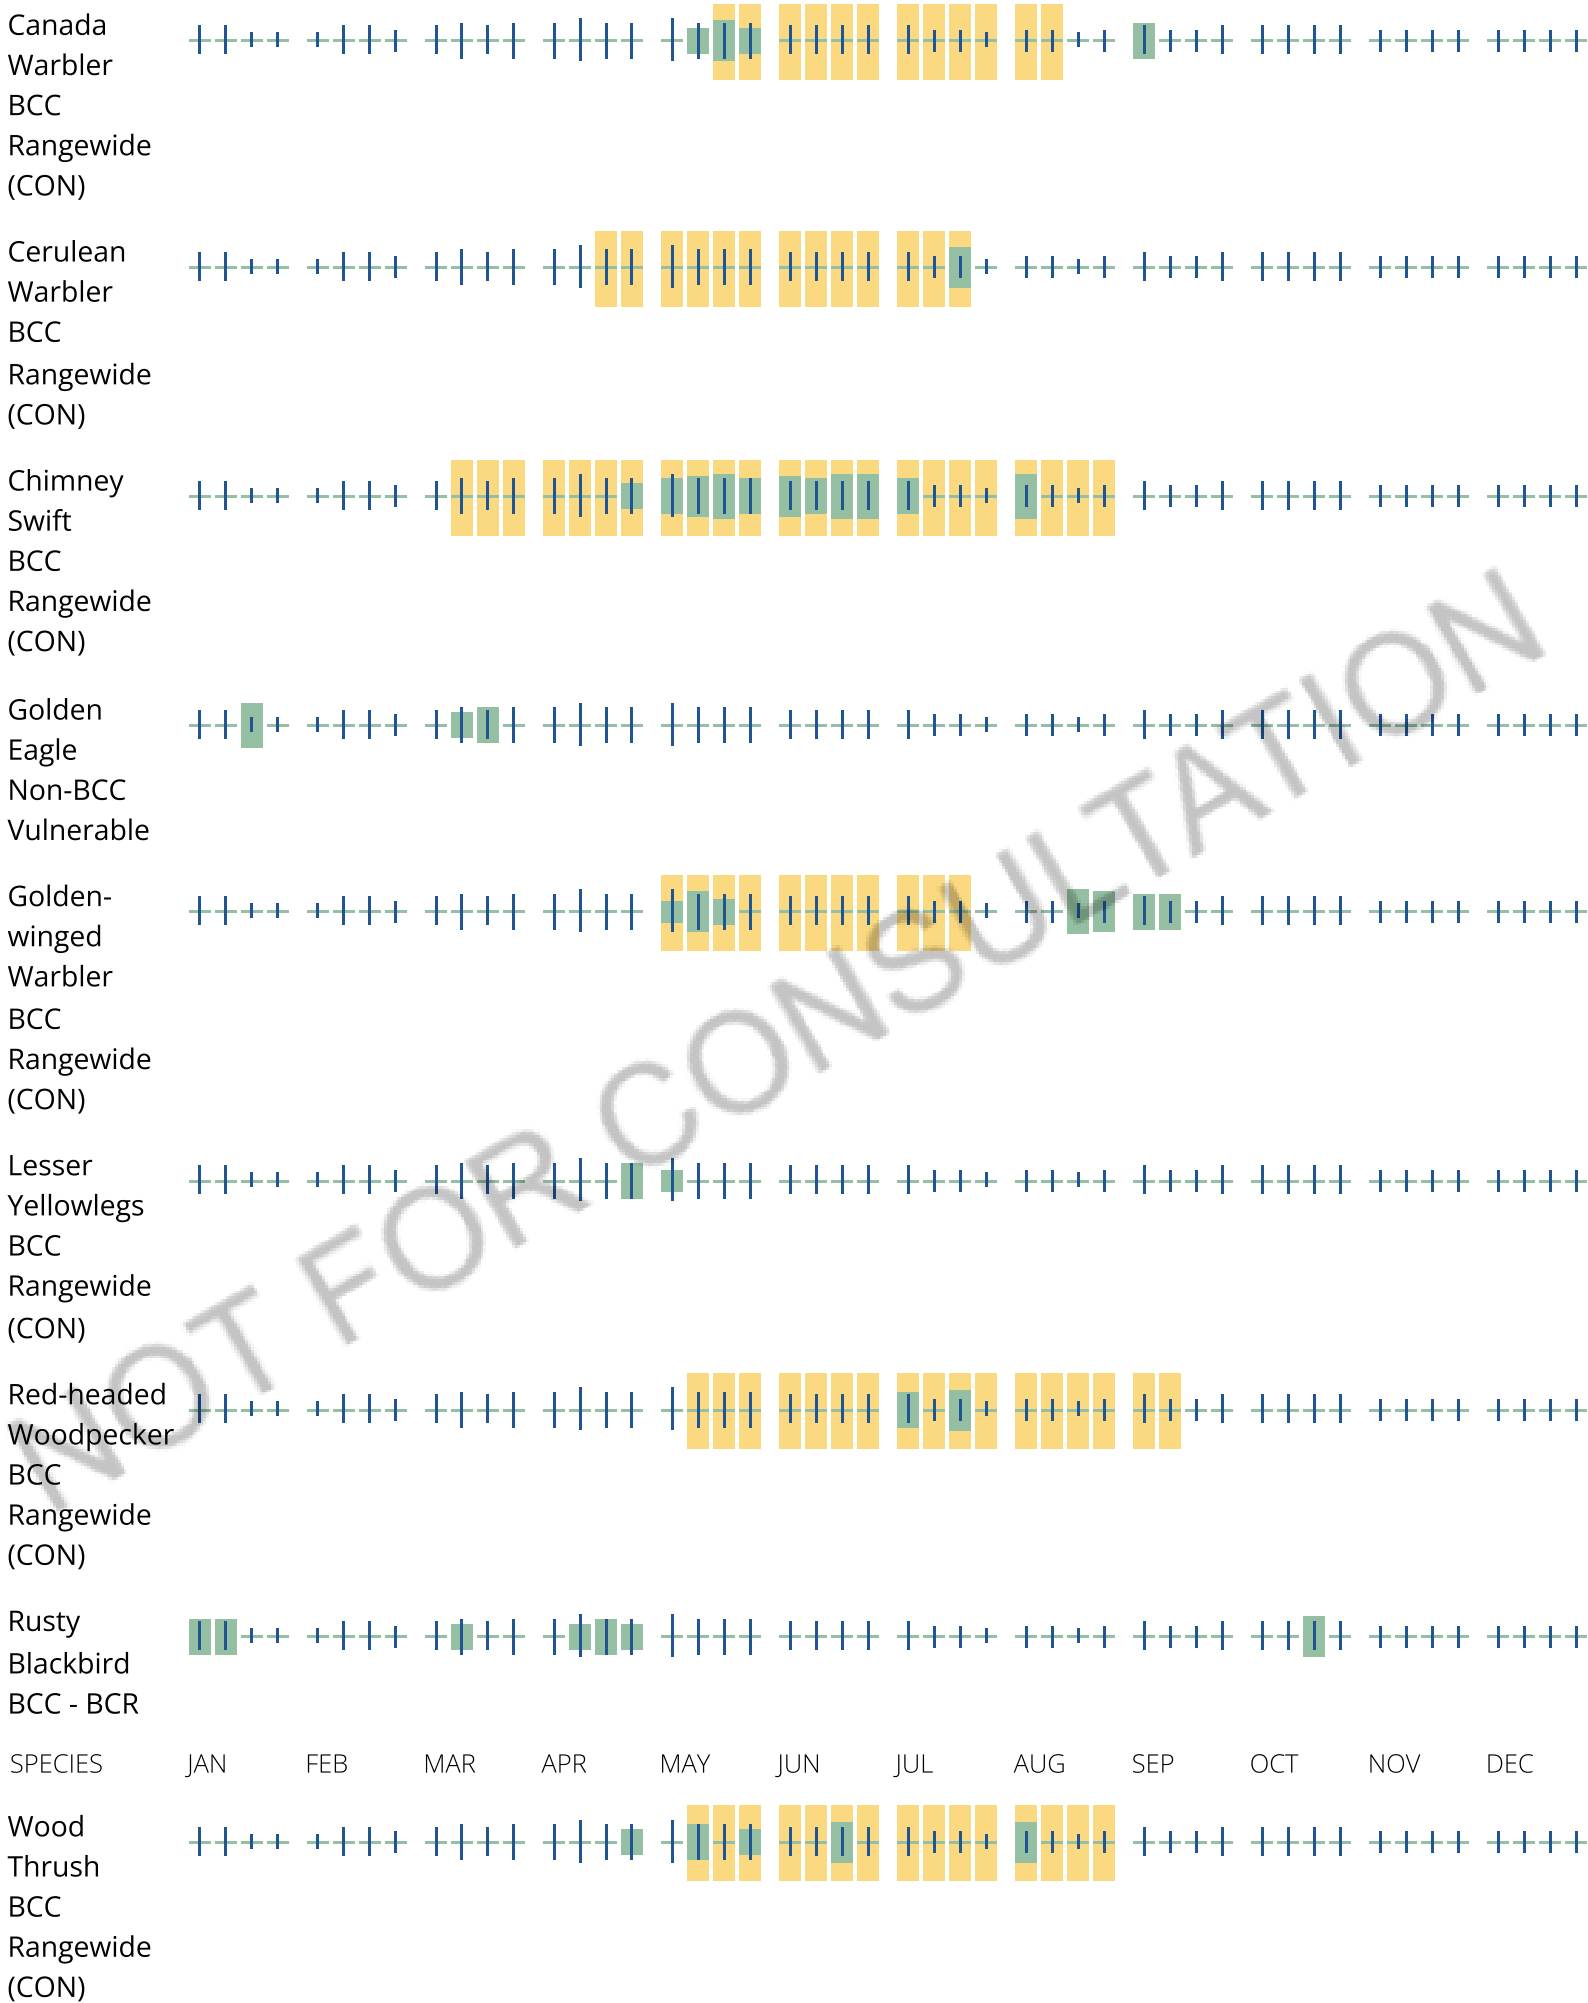 Canada
Warbler
BCC
Rangewide
(CON)
Cerulean
Warbler
BCC
Rangewide
(CON)
Chimney
Swift
BCC
Rangewide
(CON)
Golden
Eagle
Non-BCC
Vulnerable
Golden-
winged
Warbler
BCC
Rangewide
(CON)
Lesser
Yellowlegs
BCC
Rangewide
(CON)
Red-headed
Woodpecker
BCC
Rangewide
(CON)
Rusty
Blackbird
BCC - BCR
SPECIES JAN FEB MAR APR MAY JUN JUL AUG SEP OCT NOV DEC
Wood
Thrush
BCC
Rangewide
(CON)
NOT FOR CONSULTATION